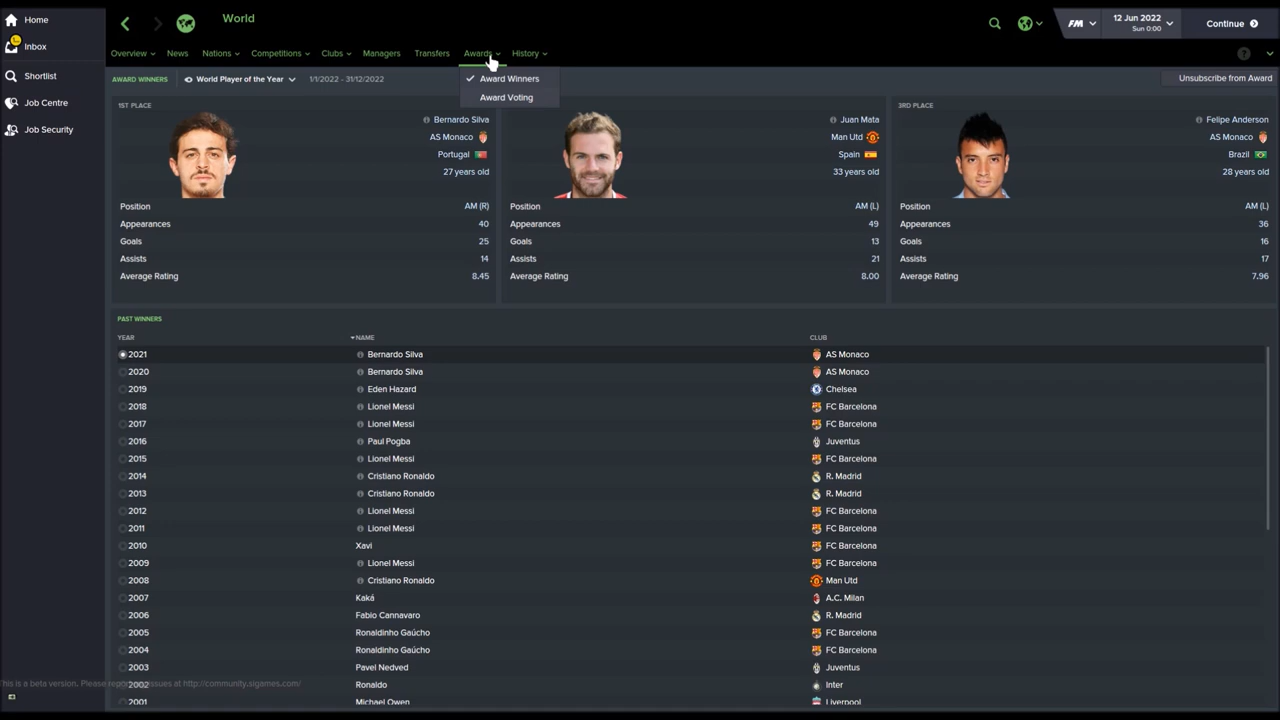 Home
Inbox
Shortlist
Job Centre
Job Security
World
FM
12 Jun 2022
Sun 0:00
Continue
Overview
News
Nations
Competitions
Clubs
Managers
Transfers
Awards
History
Award Winners
Award Voting
AWARD WINNERS
World Player of the Year
1/1/2022 - 31/12/2022
Unsubscribe from Award
1ST PLACE
Bernardo Silva
AS Monaco
Portugal
27 years old
Position AM (R)
Appearances 40
Goals 25
Assists 14
Average Rating 8.45
Juan Mata
Man Utd
Spain
33 years old
Position AM (L)
Appearances 49
Goals 13
Assists 21
Average Rating 8.00
3RD PLACE
Felipe Anderson
AS Monaco
Brazil
28 years old
Position AM (L)
Appearances 36
Goals 16
Assists 17
Average Rating 7.96
PAST WINNERS
YEAR NAME CLUB
2021 Bernardo Silva AS Monaco
2020 Bernardo Silva AS Monaco
2019 Eden Hazard Chelsea
2018 Lionel Messi FC Barcelona
2017 Lionel Messi FC Barcelona
2016 Paul Pogba Juventus
2015 Lionel Messi FC Barcelona
2014 Cristiano Ronaldo R. Madrid
2013 Cristiano Ronaldo R. Madrid
2012 Lionel Messi FC Barcelona
2011 Lionel Messi FC Barcelona
2010 Xavi FC Barcelona
2009 Lionel Messi FC Barcelona
2008 Cristiano Ronaldo Man Utd
2007 Kaká A.C. Milan
2006 Fabio Cannavaro R. Madrid
2005 Ronaldinho Gaúcho FC Barcelona
2004 Ronaldinho Gaúcho FC Barcelona
2003 Pavel Nedved Juventus
2002 Ronaldo Inter
2001 Michael Owen Liverpool
This is a beta version. Please issues at http://community.sigames.com/